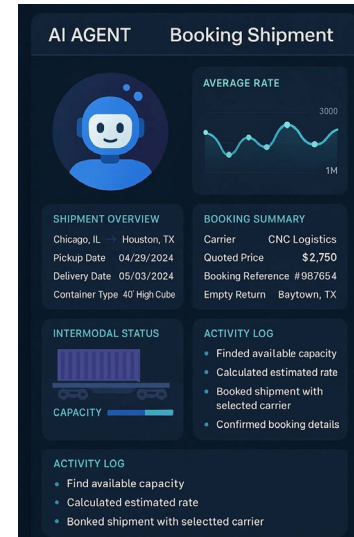 AI AGENT Booking Shipment
AVERAGE RATE
3000
1M
SHIPMENT OVERVIEW
Chicago, IL → Houston, TX
Pickup Date 04/29/2024
Delivery Date 05/03/2024
Container Type 40' High Cube
BOOKING SUMMARY
Carrier CNC Logistics
Quoted Price $2,750
Booking Reference #987654
Empty Return Baytown, TX
INTERMODAL STATUS
CAPACITY
ACTIVITY LOG
• Finded available capacity
• Calculated estimated rate
• Booked shipment with
selected carrier
• Confirmed booking details
ACTIVITY LOG
• Find available capacity
• Calculated estimated rate
• Bonked shipment with selectted carrier